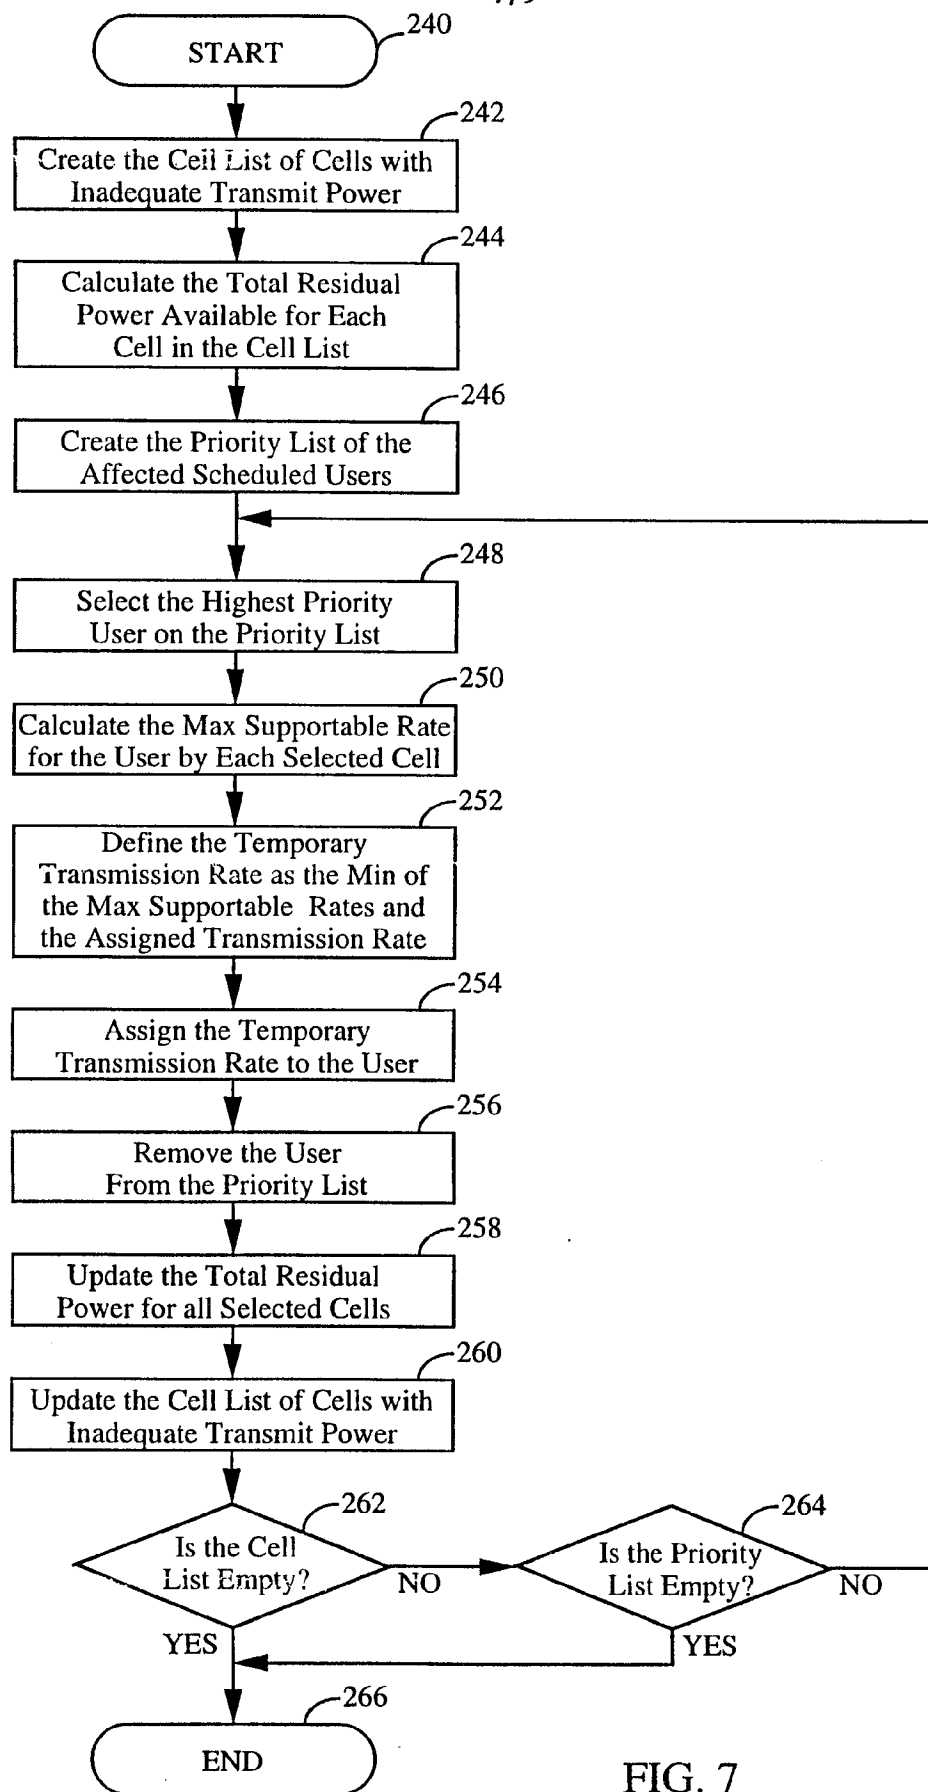 START
240
242
Create the Cell List of Cells with
Inadequate Transmit Power
244
Calculate the Total Residual
Power Available for Each
Cell in the Cell List
246
Create the Priority List of the
Affected Scheduled Users
248
Select the Highest Priority
User on the Priority List
250
Calculate the Max Supportable Rate
for the User by Each Selected Cell
252
Define the Temporary
Transmission Rate as the Min of
the Max Supportable Rates and
the Assigned Transmission Rate
254
Assign the Temporary
Transmission Rate to the User
256
Remove the User
From the Priority List
258
Update the Total Residual
Power for all Selected Cells
260
Update the Cell List of Cells with
Inadequate Transmit Power
262
Is the Cell
List Empty?
NO
YES
264
Is the Priority
List Empty?
NO
YES
266
END
FIG. 7